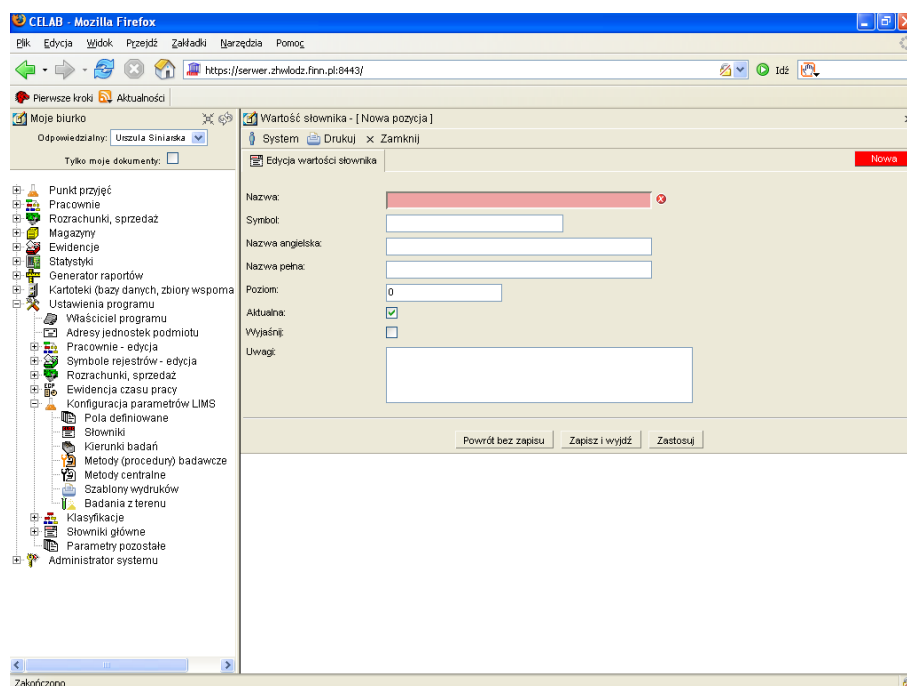 CELAB - Mozilla Firefox
Plik Edycja Widok Przejdź Zakładki Narzędzia Pomoc
https://serwer.zhwlodz.finn.pl:8443/ Idź
Pierwsze kroki Aktualności
Moje biurko
Odpowiedzialny: Urszula Siniarska
Tylko moje dokumenty:
Punkt przyjęć
Pracownie
Rozrachunki, sprzedaż
Magazyny
Ewidencje
Statystyki
Generator raportów
Kartoteki (bazy danych, zbiory wspoma
Ustawienia programu
Właściciel programu
Adresy jednostek podmiotu
Pracownie - edycja
Symbole rejestrów - edycja
Rozrachunki, sprzedaż
Ewidencja czasu pracy
Konfiguracja parametrów LIMS
Pola definiowane
Słowniki
Kierunki badań
Metody (procedury) badawcze
Metody centralne
Szablony wydruków
Badania z terenu
Klasyfikacje
Słowniki główne
Parametry pozostałe
Administrator systemu
Wartość słownika - [ Nowa pozycja ]
System Drukuj Zamknij
Edycja wartości słownika Nowa
Nazwa:
Symbol:
Nazwa angielska:
Nazwa pełna:
Poziom: 0
Aktualna:
Wyjaśnij:
Uwagi:
Powrót bez zapisu Zapisz i wyjdź Zastosuj
Zakończono